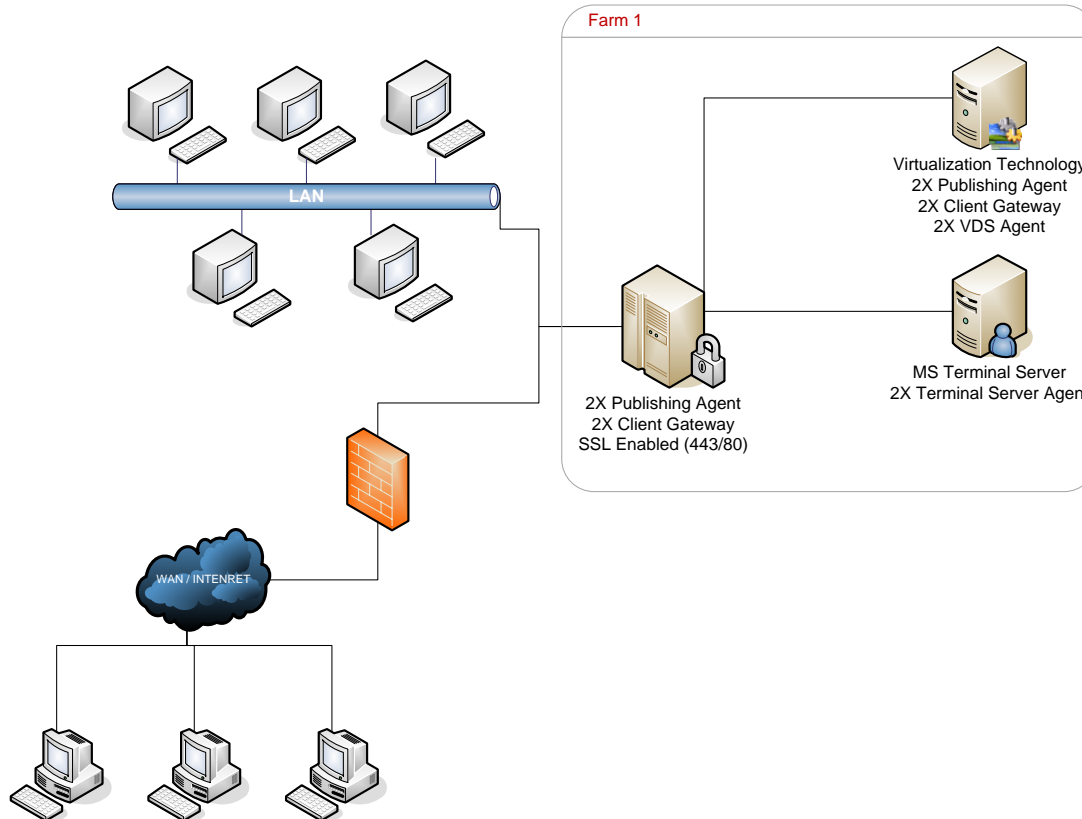 Farm 1
LAN
Virtualization Technology
2X Publishing Agent
2X Client Gateway
2X VDS Agent
MS Terminal Server
2X Terminal Server Agen
2X Publishing Agent
2X Client Gateway
SSL Enabled (443/80)
WAN / INTENRET